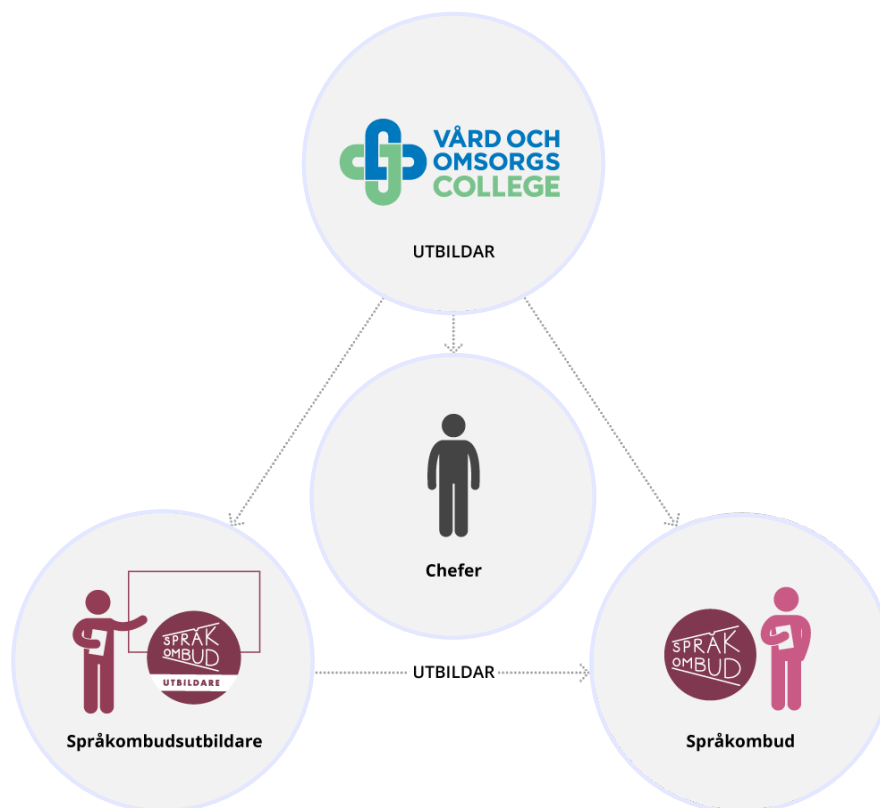 VÅRD OCH
OMSORGS
COLLEGE
UTBILDAR
Chefer
SPRÅK
OMBUD
UTBILDARE
Språkombudsutbildare
UTBILDAR
SPRÅK
OMBUD
Språkombud